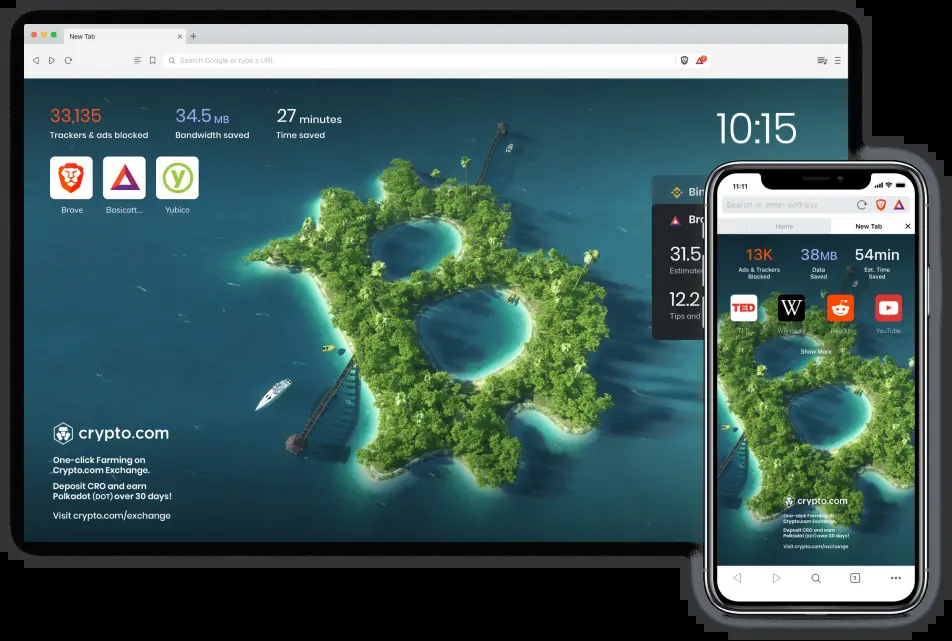 New Tab
Search Google or type a URL
33,135
Trackers & ads blocked
34.5 MB
Bandwidth saved
27 minutes
Time saved
10:15
Brave
Basicatt...
Yubico
Bin
31.5
Estimated
12.2
Tips and
crypto.com
One-click Farming on
Crypto.com Exchange.
Deposit CRO and earn
Polkadot (DOT) over 30 days!
Visit crypto.com/exchange
11:11
Search or enter address
Home
New Tab
13K
Ads & Trackers
Blocked
38MB
Data
Saved
54min
Est. Time
Saved
TED
W
TED
YouTube
Show More
crypto.com
One-click Farming on
Crypto.com Exchange.
Deposit CRO and earn
Polkadot (DOT) over 30 days!
Visit crypto.com/exchange
3